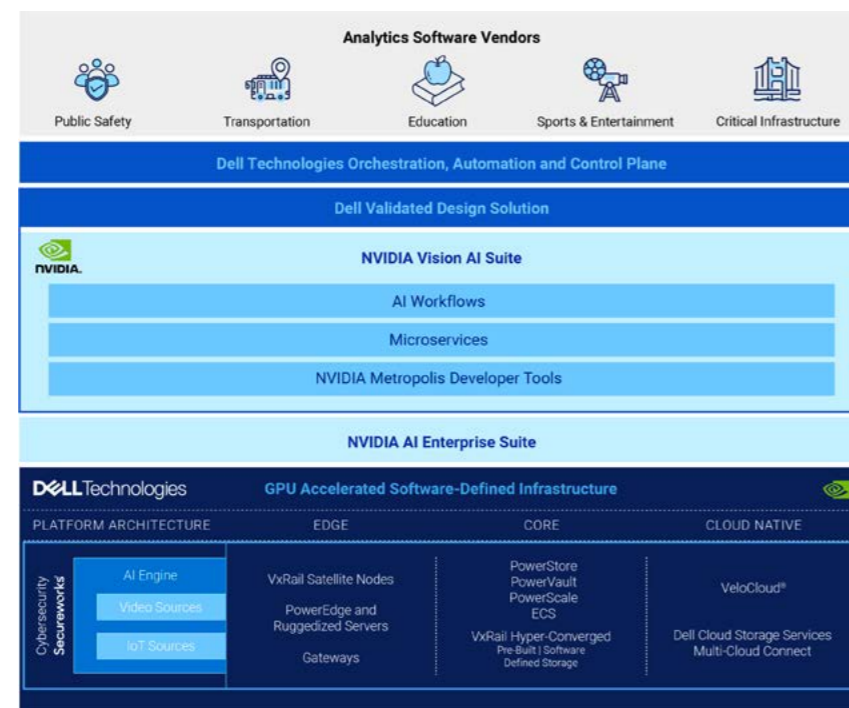 Analytics Software Vendors
Public Safety
Transportation
Education
Sports & Entertainment
Critical Infrastructure
Dell Technologies Orchestration, Automation and Control Plane
Dell Validated Design Solution
NVIDIA.
NVIDIA Vision AI Suite
AI Workflows
Microservices
NVIDIA Metropolis Developer Tools
NVIDIA AI Enterprise Suite
DELLTechnologies
GPU Accelerated Software-Defined Infrastructure
PLATFORM ARCHITECTURE
EDGE
CORE
CLOUD NATIVE
Cybersecurity
Secureworks
AI Engine
Video Sources
IoT Sources
VxRail Satellite Nodes
PowerEdge and
Ruggedized Servers
Gateways
PowerStore
PowerVault
PowerScale
ECS
VxRail Hyper-Converged
Pre-Built | Software
Defined Storage
VeloCloud®
Dell Cloud Storage Services
Multi-Cloud Connect